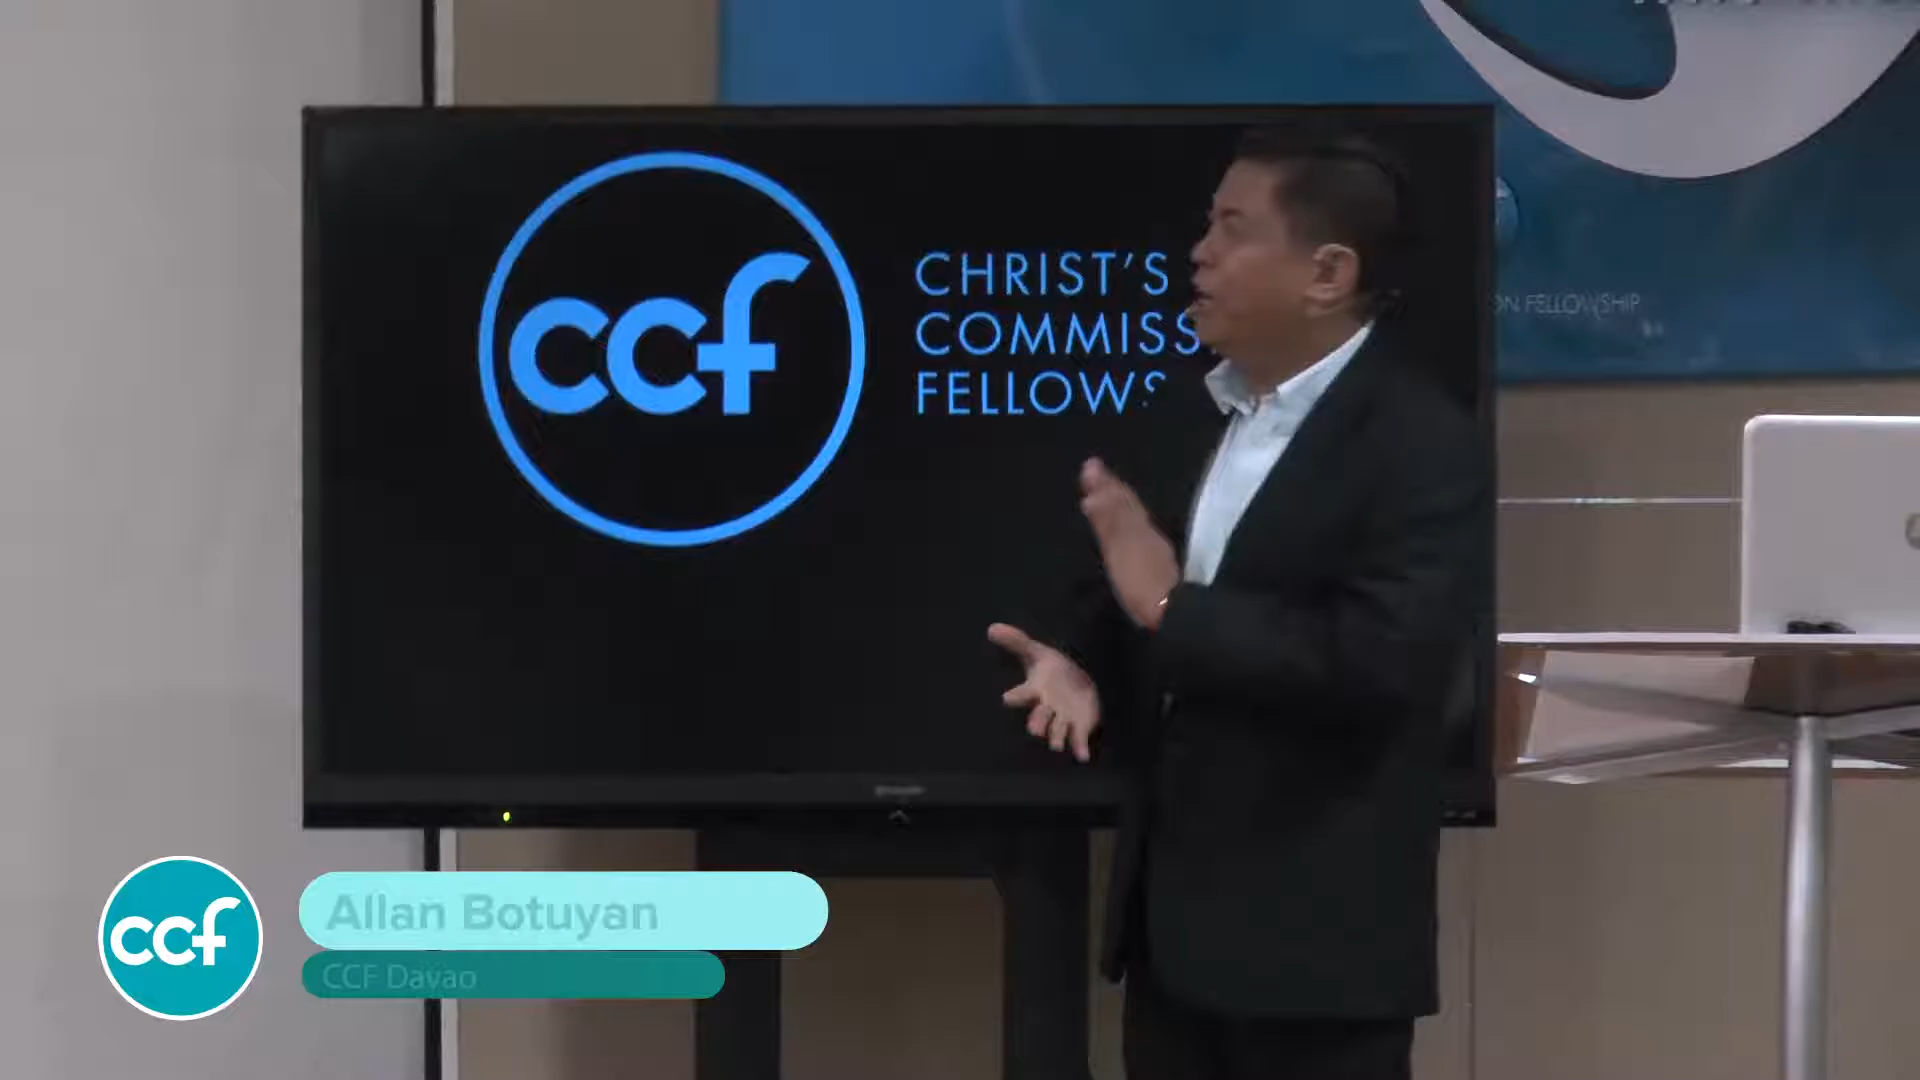 ccf
CHRIST'S
COMMISS
FELLOWS
ON FELLOWSHIP
ccf
Allan Botuyan
CCF Davao